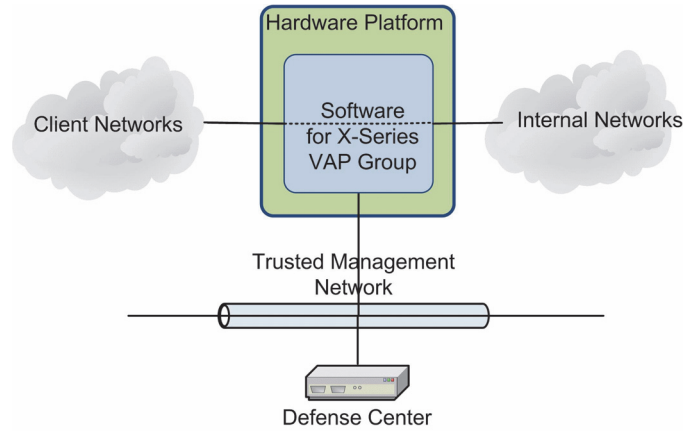 Hardware Platform
Client Networks
Software
for X-Series
VAP Group
Internal Networks
Trusted Management
Network
Defense Center